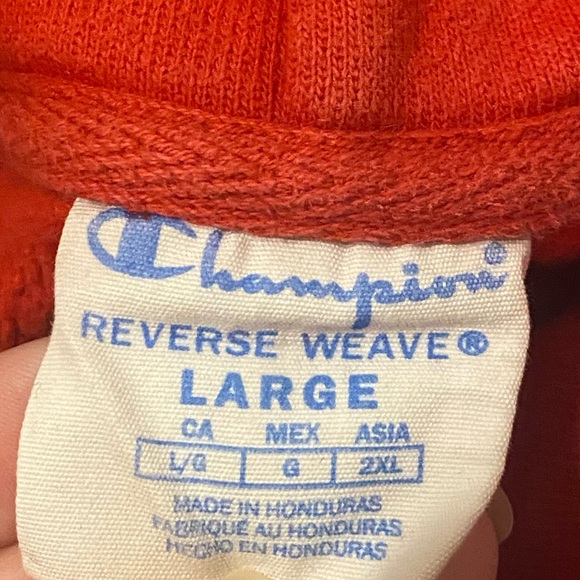 Champion®
REVERSE WEAVE®
LARGE
CA MEX ASIA
L/G G 2XL
MADE IN HONDURAS
FABRIQUÉ AU HONDURAS
HECHO EN HONDURAS